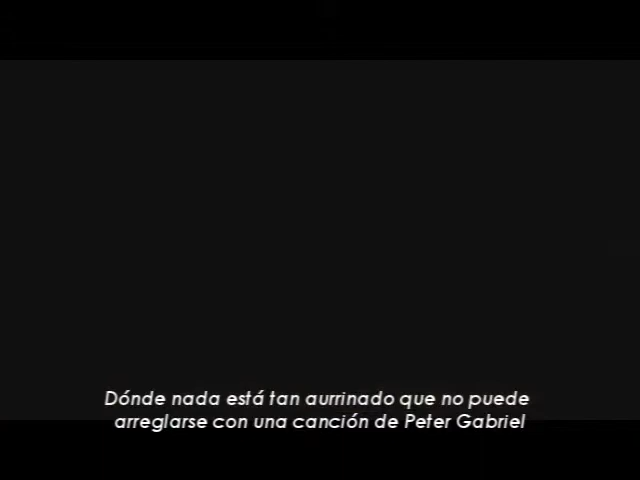 Dónde nada está tan aurrinado que no puede
arreglarse con una canción de Peter Gabriel